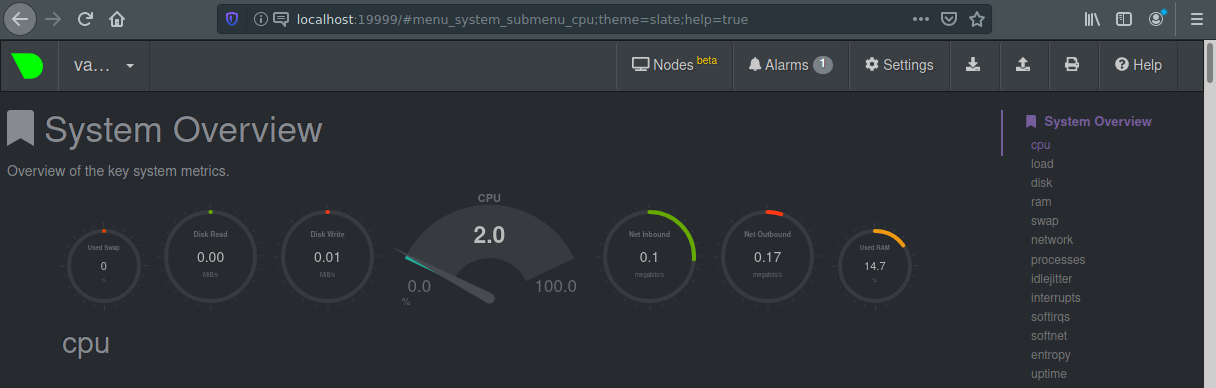 localhost:19999/#menu_system_submenu_cpu;theme=slate;help=true
va...
Nodes beta
Alarms 1
Settings
Help
System Overview
Overview of the key system metrics.
Used Swap
0
%
Disk Read
0.00
MiB/s
Disk Write
0.01
MiB/s
CPU
2.0
0.0
100.0
%
Net Inbound
0.1
megabits/s
Net Outbound
0.17
megabits/s
Used RAM
14.7
%
cpu
System Overview
cpu
load
disk
ram
swap
network
processes
idlejitter
interrupts
softirqs
softnet
entropy
uptime